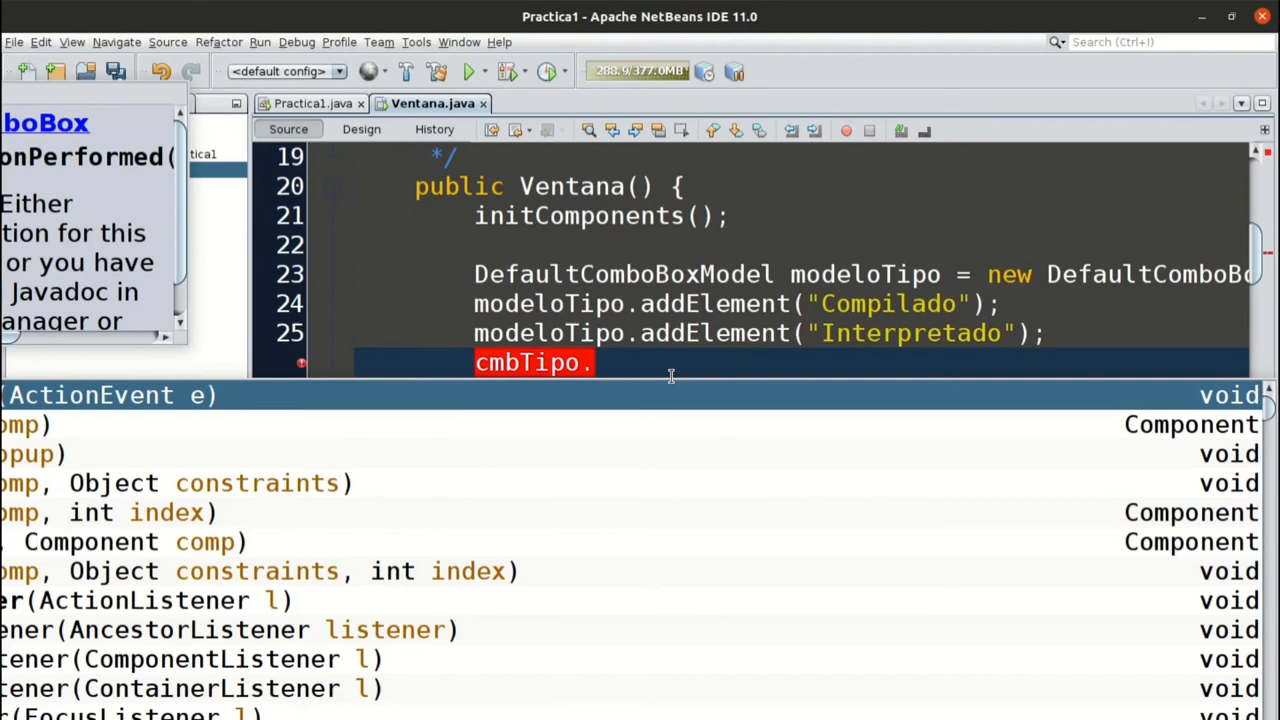 Practica1 - Apache NetBeans IDE 11.0
File Edit View Navigate Source Refactor Run Debug Profile Team Tools Window Help
Search (Ctrl+I)
<default config>
288.9/377.0MB
Practica1.java
Ventana.java
boBox
onPerformed(
tical
Either
tion for this
or you have
Javadoc in
anager or
Source Design History
19 */
20 public Ventana() {
21 initComponents();
22
23 DefaultComboBoxModel modeloTipo = new DefaultComboBo
24 modeloTipo.addElement("Compilado");
25 modeloTipo.addElement("Interpretado");
cmbTipo.
(ActionEvent e) void
omp) Component
opup) void
omp, Object constraints) void
omp, int index) Component
, Component comp) Component
omp, Object constraints, int index) void
er(ActionListener l) void
ener(AncestorListener listener) void
tener(ComponentListener l) void
tener(ContainerListener l) void
r(FocusListener l) void